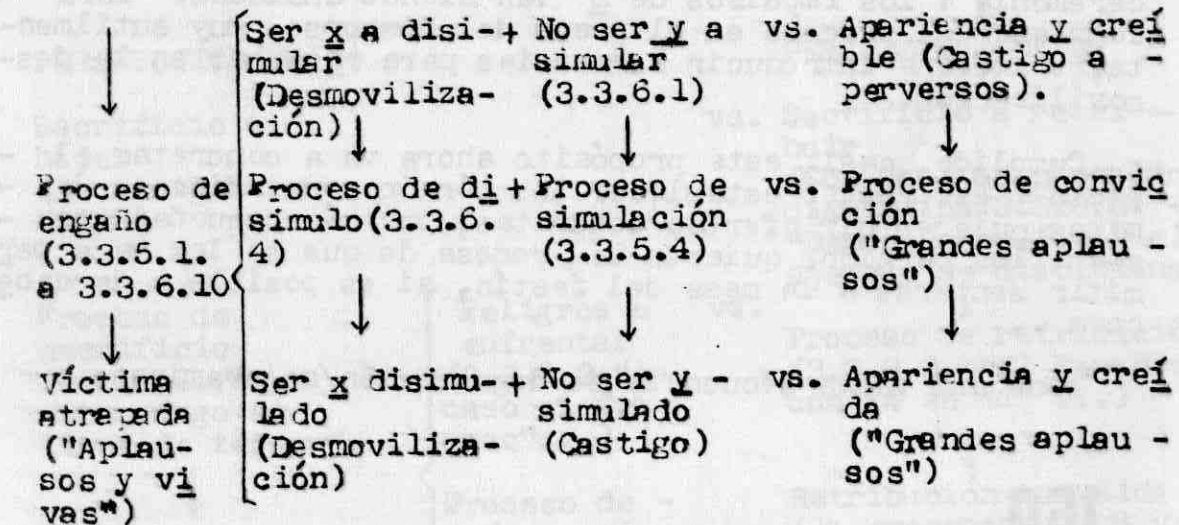 Ser x a disi-+ No ser y a vs. Apariencia y creí
mular simular ble (Castigo a -
(Desmoviliza- (3.3.6.1) perversos).
ción)
Proceso de Proceso de di + Proceso de vs. Proceso de convic
engaño simulo(3.3.6. simulación ción
(3.3.5.1. 4) (3.3.5.4) ("Grandes aplau -
a 3.3.6.10 sos")
Víctima Ser x disimu-+ No ser y - vs. Apariencia y creí
atrapada lado simulado da
("Aplau- (Desmoviliza- (Castigo) ("Grandes aplau -
sos y vi ción) sos")
vas")